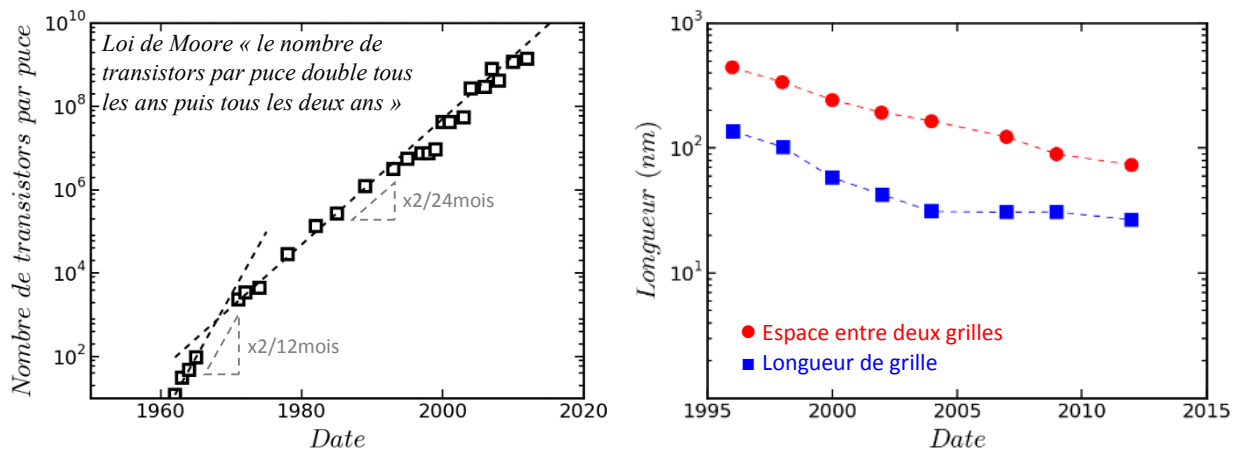 Nombre de transistors par puce
10^10
10^8
10^6
10^4
10^2
Loi de Moore « le nombre de
transistors par puce double tous
les ans puis tous les deux ans »
x2/24mois
x2/12mois
1960 1980 2000 2020
Date
Longueur (nm)
10^3
10^2
10^1
Espace entre deux grilles
Longueur de grille
1995 2000 2005 2010 2015
Date